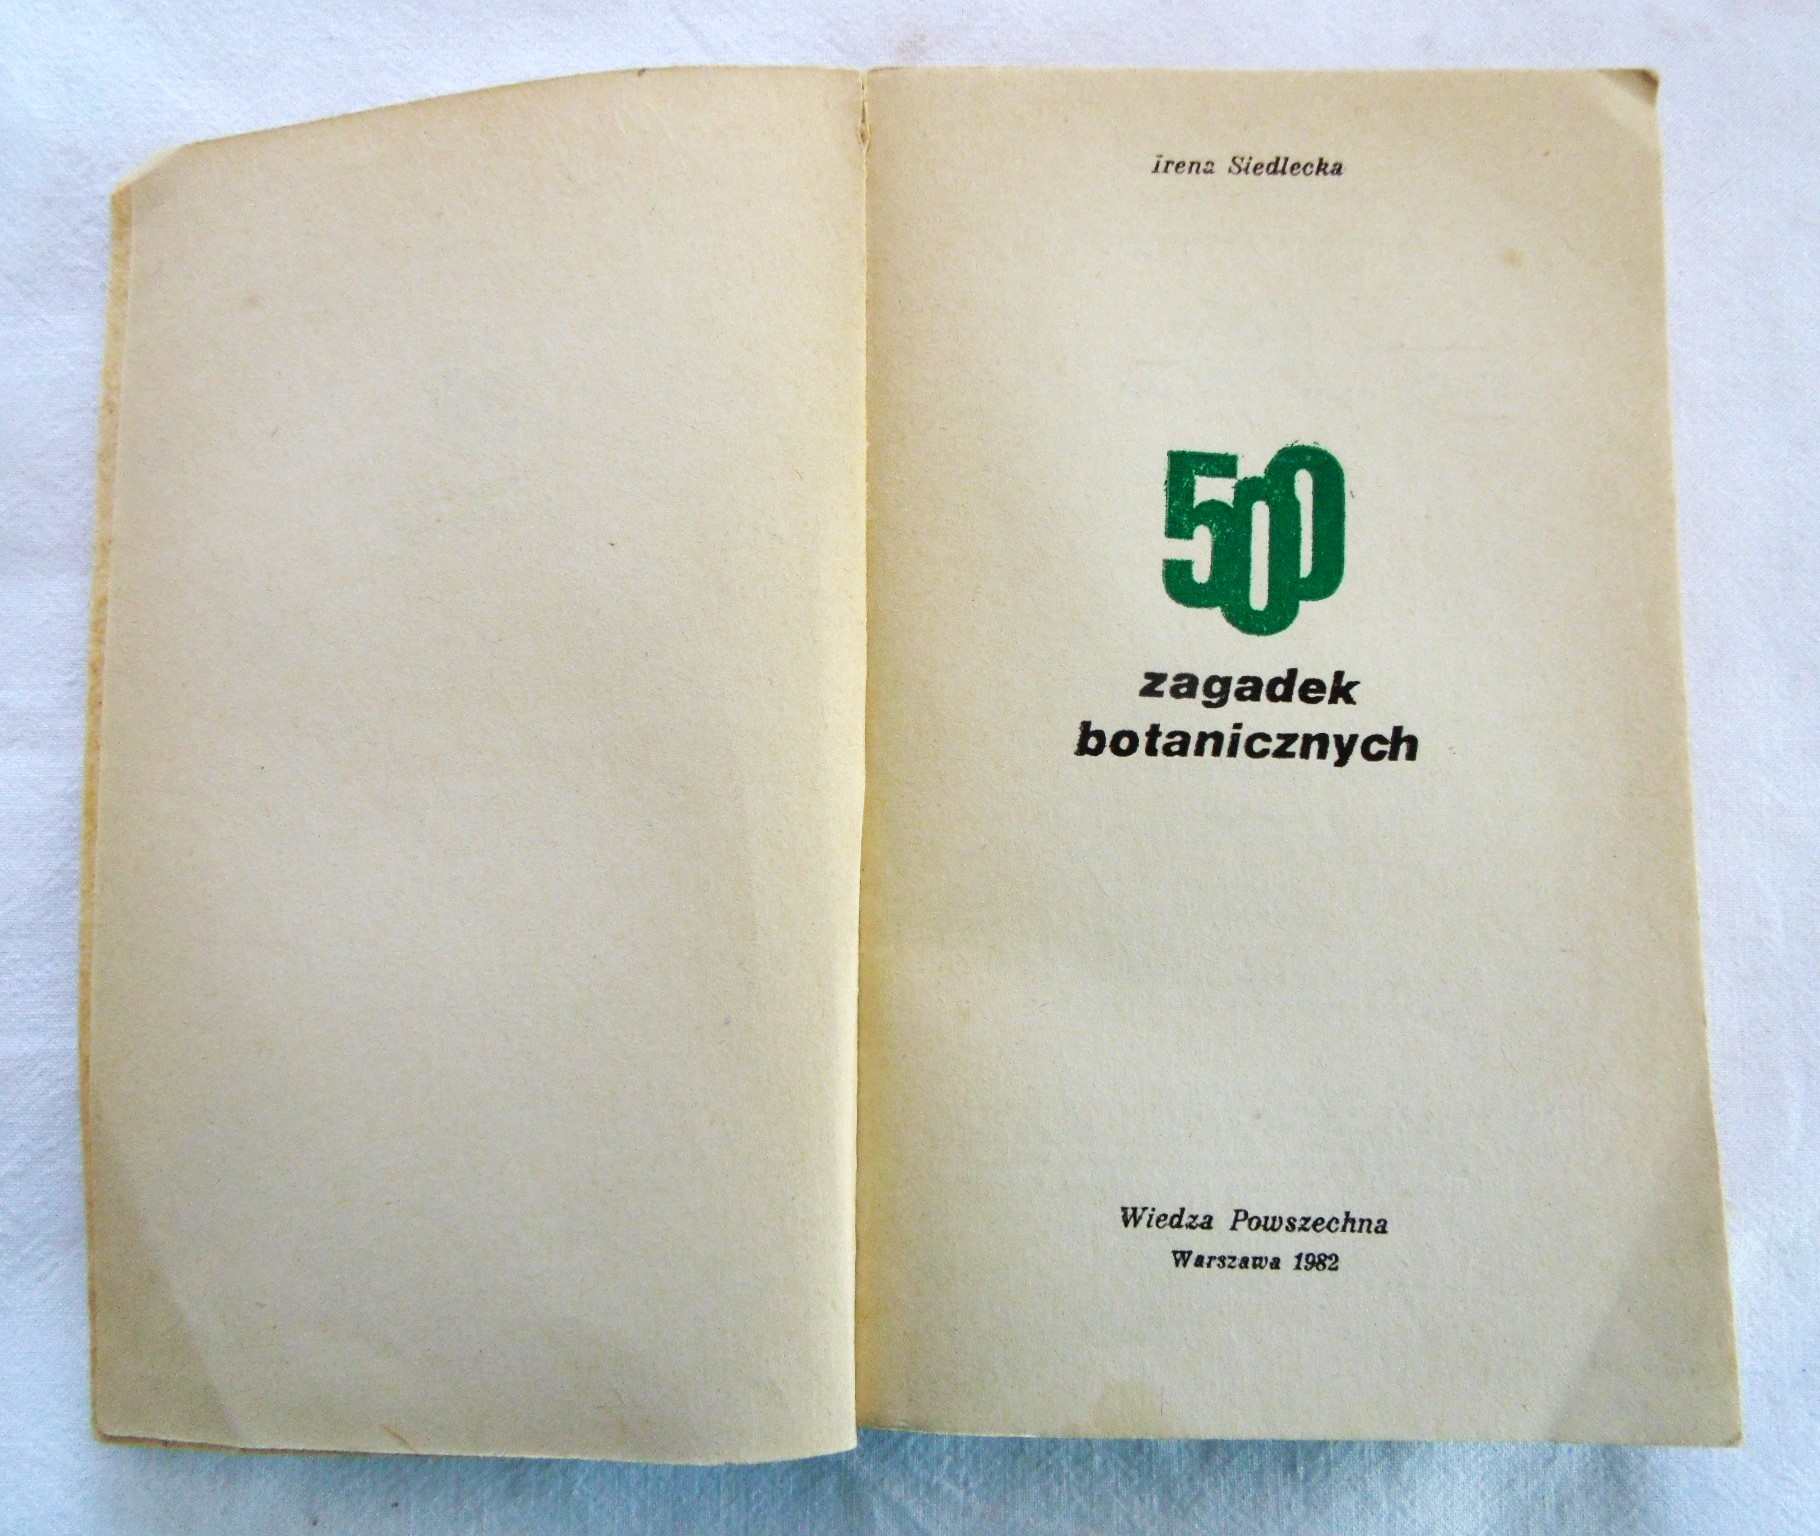 Irena Siedlecka
500
zagadek
botanicznych
Wiedza Powszechna
Warszawa 1982